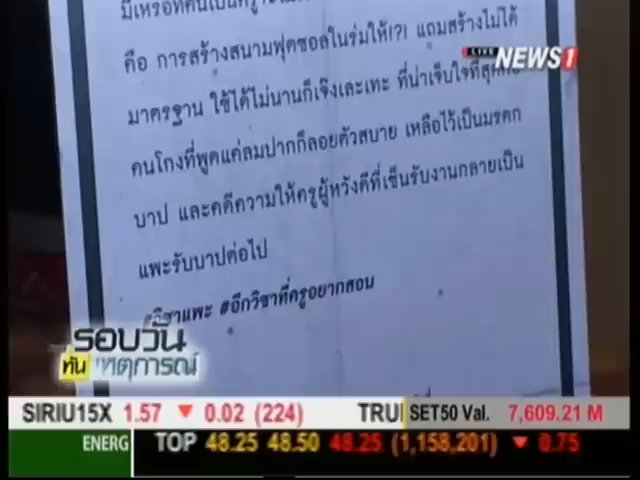 คือ การสร้างสนามฟุตซอลในร่มให้!?! แถมสร้างไม่ได้
LIVE NEWS1
มาตรฐาน ใช้ได้ไม่นานก็เจ๊งเละเทะ ที่น่าเจ็บใจที่สุดคือ
คนโกงที่พูดแค่ลมปากก็ลอยตัวสบาย เหลือไว้เป็นมรดก
บาป และคดีความให้ครูผู้หวังดีที่เซ็นรับงานกลายเป็น
แพะรับบาปต่อไป
#วิชาแพะ #อีกวิชาที่ครูอยากสอน
รอบวัน
ทันเหตุการณ์
SIRIU15X 1.57 ▼ 0.02 (224) SET50 Val. 7,609.21 M
ENERG TOP 48.25 48.50 48.25 (1,158,201) ▼ 0.75